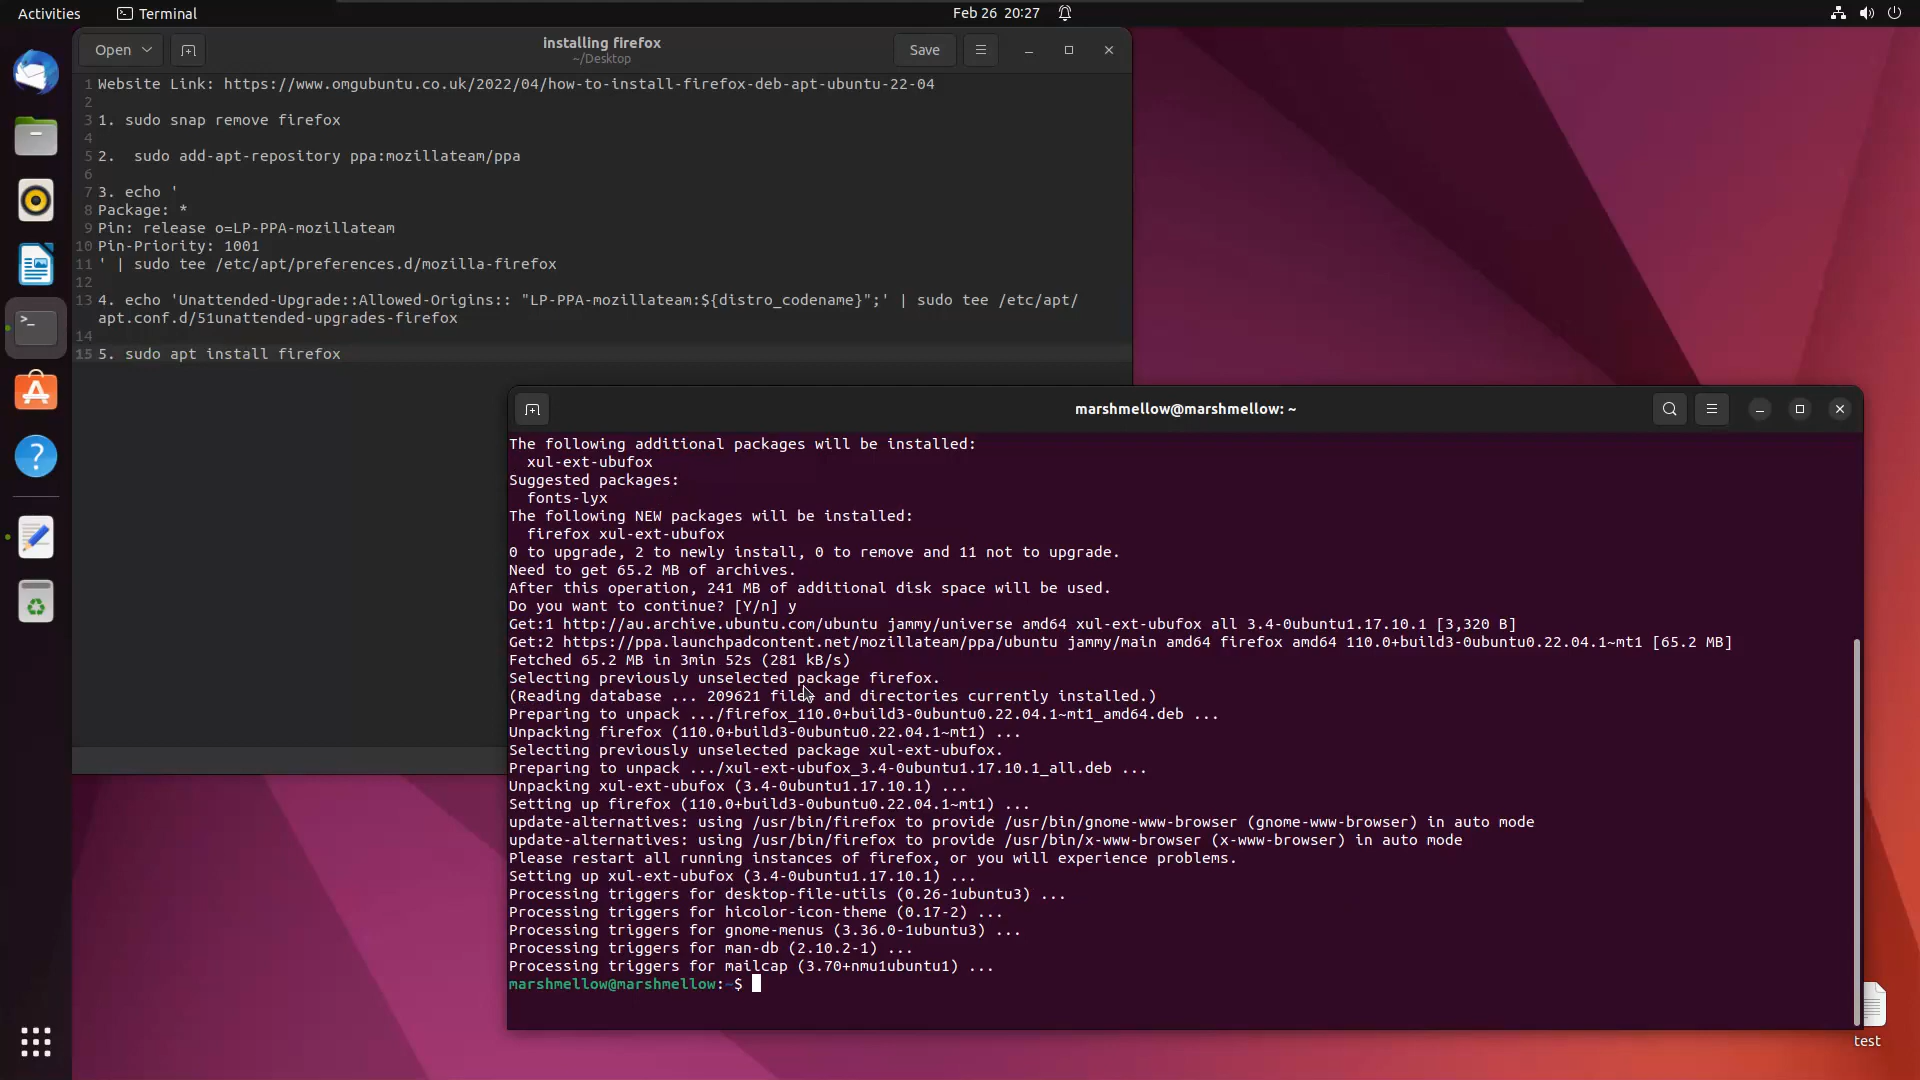 Activities
Terminal
Feb 26 20:27
Open
installing firefox
~/Desktop
Save
1 Website Link: https://www.omgubuntu.co.uk/2022/04/how-to-install-firefox-deb-apt-ubuntu-22-04
2
3 1. sudo snap remove firefox
4
5 2.  sudo add-apt-repository ppa:mozillateam/ppa
6
7 3. echo '
8 Package: *
9 Pin: release o=LP-PPA-mozillateam
10 Pin-Priority: 1001
11 ' | sudo tee /etc/apt/preferences.d/mozilla-firefox
12
13 4. echo 'Unattended-Upgrade::Allowed-Origins:: "LP-PPA-mozillateam:${distro_codename}";' | sudo tee /etc/apt/
apt.conf.d/51unattended-upgrades-firefox
14
15 5. sudo apt install firefox
marshmellow@marshmellow: ~
The following additional packages will be installed:
  xul-ext-ubufox
Suggested packages:
  fonts-lyx
The following NEW packages will be installed:
  firefox xul-ext-ubufox
0 to upgrade, 2 to newly install, 0 to remove and 11 not to upgrade.
Need to get 65.2 MB of archives.
After this operation, 241 MB of additional disk space will be used.
Do you want to continue? [Y/n] y
Get:1 http://au.archive.ubuntu.com/ubuntu jammy/universe amd64 xul-ext-ubufox all 3.4-0ubuntu1.17.10.1 [3,320 B]
Get:2 https://ppa.launchpadcontent.net/mozillateam/ppa/ubuntu jammy/main amd64 firefox amd64 110.0+build3-0ubuntu0.22.04.1~mt1 [65.2 MB]
Fetched 65.2 MB in 3min 52s (281 kB/s)
Selecting previously unselected package firefox.
(Reading database ... 209621 files and directories currently installed.)
Preparing to unpack .../firefox_110.0+build3-0ubuntu0.22.04.1~mt1_amd64.deb ...
Unpacking firefox (110.0+build3-0ubuntu0.22.04.1~mt1) ...
Selecting previously unselected package xul-ext-ubufox.
Preparing to unpack .../xul-ext-ubufox_3.4-0ubuntu1.17.10.1_all.deb ...
Unpacking xul-ext-ubufox (3.4-0ubuntu1.17.10.1) ...
Setting up firefox (110.0+build3-0ubuntu0.22.04.1~mt1) ...
update-alternatives: using /usr/bin/firefox to provide /usr/bin/gnome-www-browser (gnome-www-browser) in auto mode
update-alternatives: using /usr/bin/firefox to provide /usr/bin/x-www-browser (x-www-browser) in auto mode
Please restart all running instances of firefox, or you will experience problems.
Setting up xul-ext-ubufox (3.4-0ubuntu1.17.10.1) ...
Processing triggers for desktop-file-utils (0.26-1ubuntu3) ...
Processing triggers for hicolor-icon-theme (0.17-2) ...
Processing triggers for gnome-menus (3.36.0-1ubuntu3) ...
Processing triggers for man-db (2.10.2-1) ...
Processing triggers for mailcap (3.70+nmu1ubuntu1) ...
marshmellow@marshmellow:~$
test